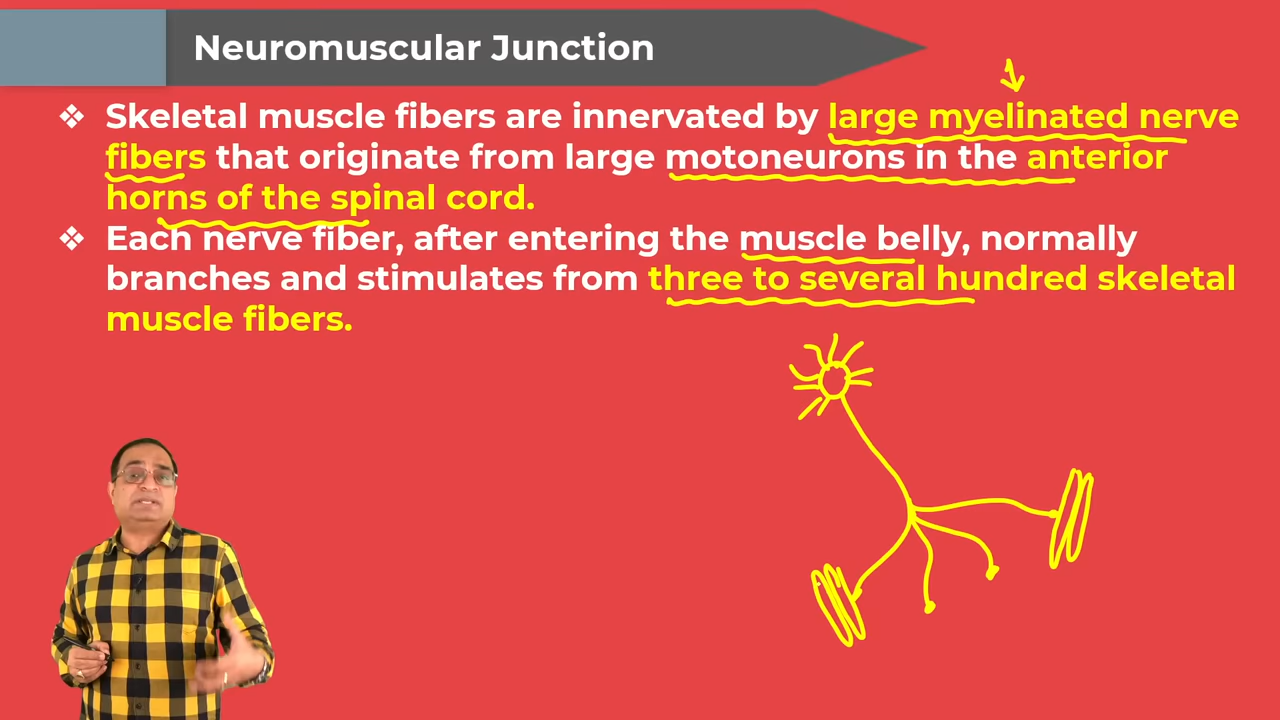 Neuromuscular Junction
❖ Skeletal muscle fibers are innervated by large myelinated nerve
fibers that originate from large motoneurons in the anterior
horns of the spinal cord.
❖ Each nerve fiber, after entering the muscle belly, normally
branches and stimulates from three to several hundred skeletal
muscle fibers.